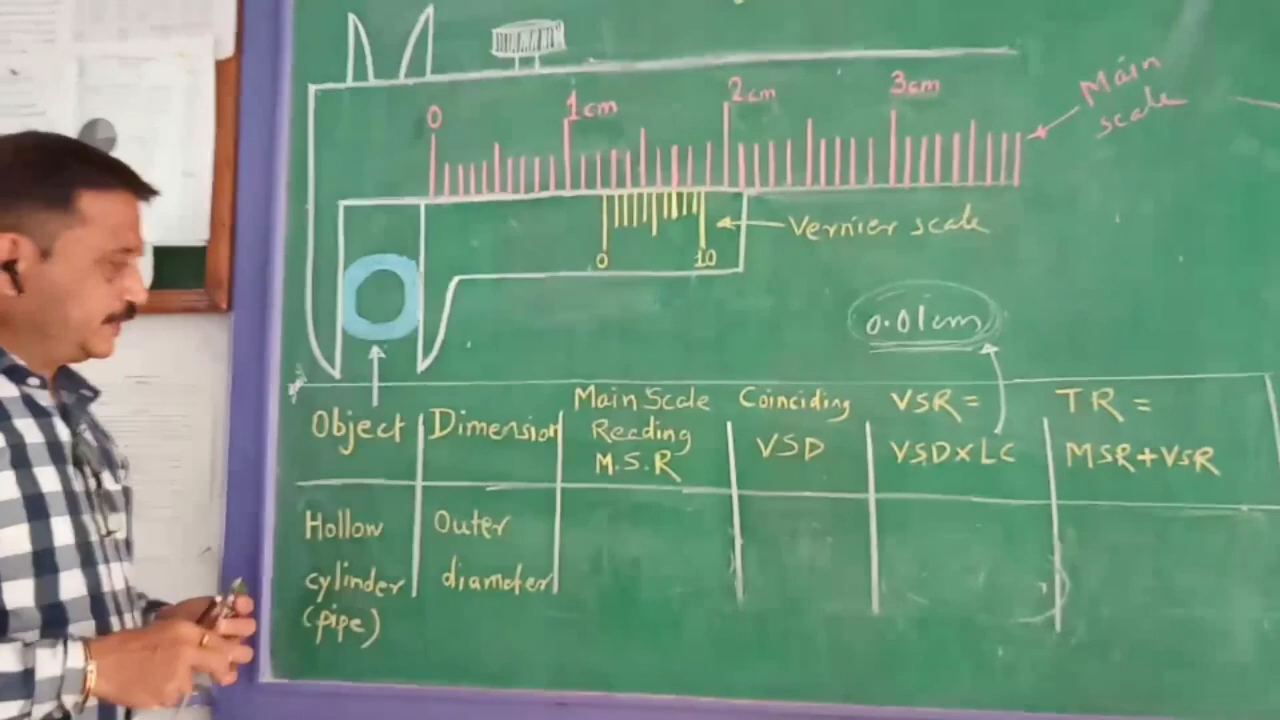 0 1cm 2cm 3cm
Main
scale
Vernier scale
0 10
0.01cm
Object
Dimension
Main Scale
Reading
M.S.R
Coinciding
VSD
VSR =
VSD×LC
TR =
MSR+VSR
Hollow
cylinder
(pipe)
Outer
diameter